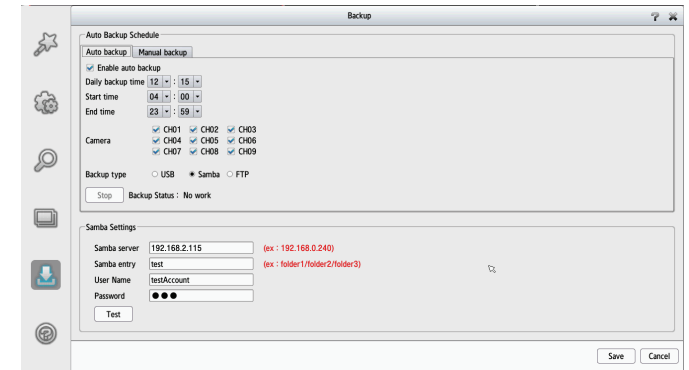 Backup
Auto Backup Schedule
Auto backup Manual backup
Enable auto backup
Daily backup time 12 : 15
Start time 04 : 00
End time 23 : 59
CH01 CH02 CH03
Camera CH04 CH05 CH06
CH07 CH08 CH09
Backup type USB Samba FTP
Stop Backup Status : No work
Samba Settings
Samba server 192.168.2.115 (ex : 192.168.0.240)
Samba entry test (ex : folder1/folder2/folder3)
User Name testAccount
Password ●●●
Test
Save Cancel